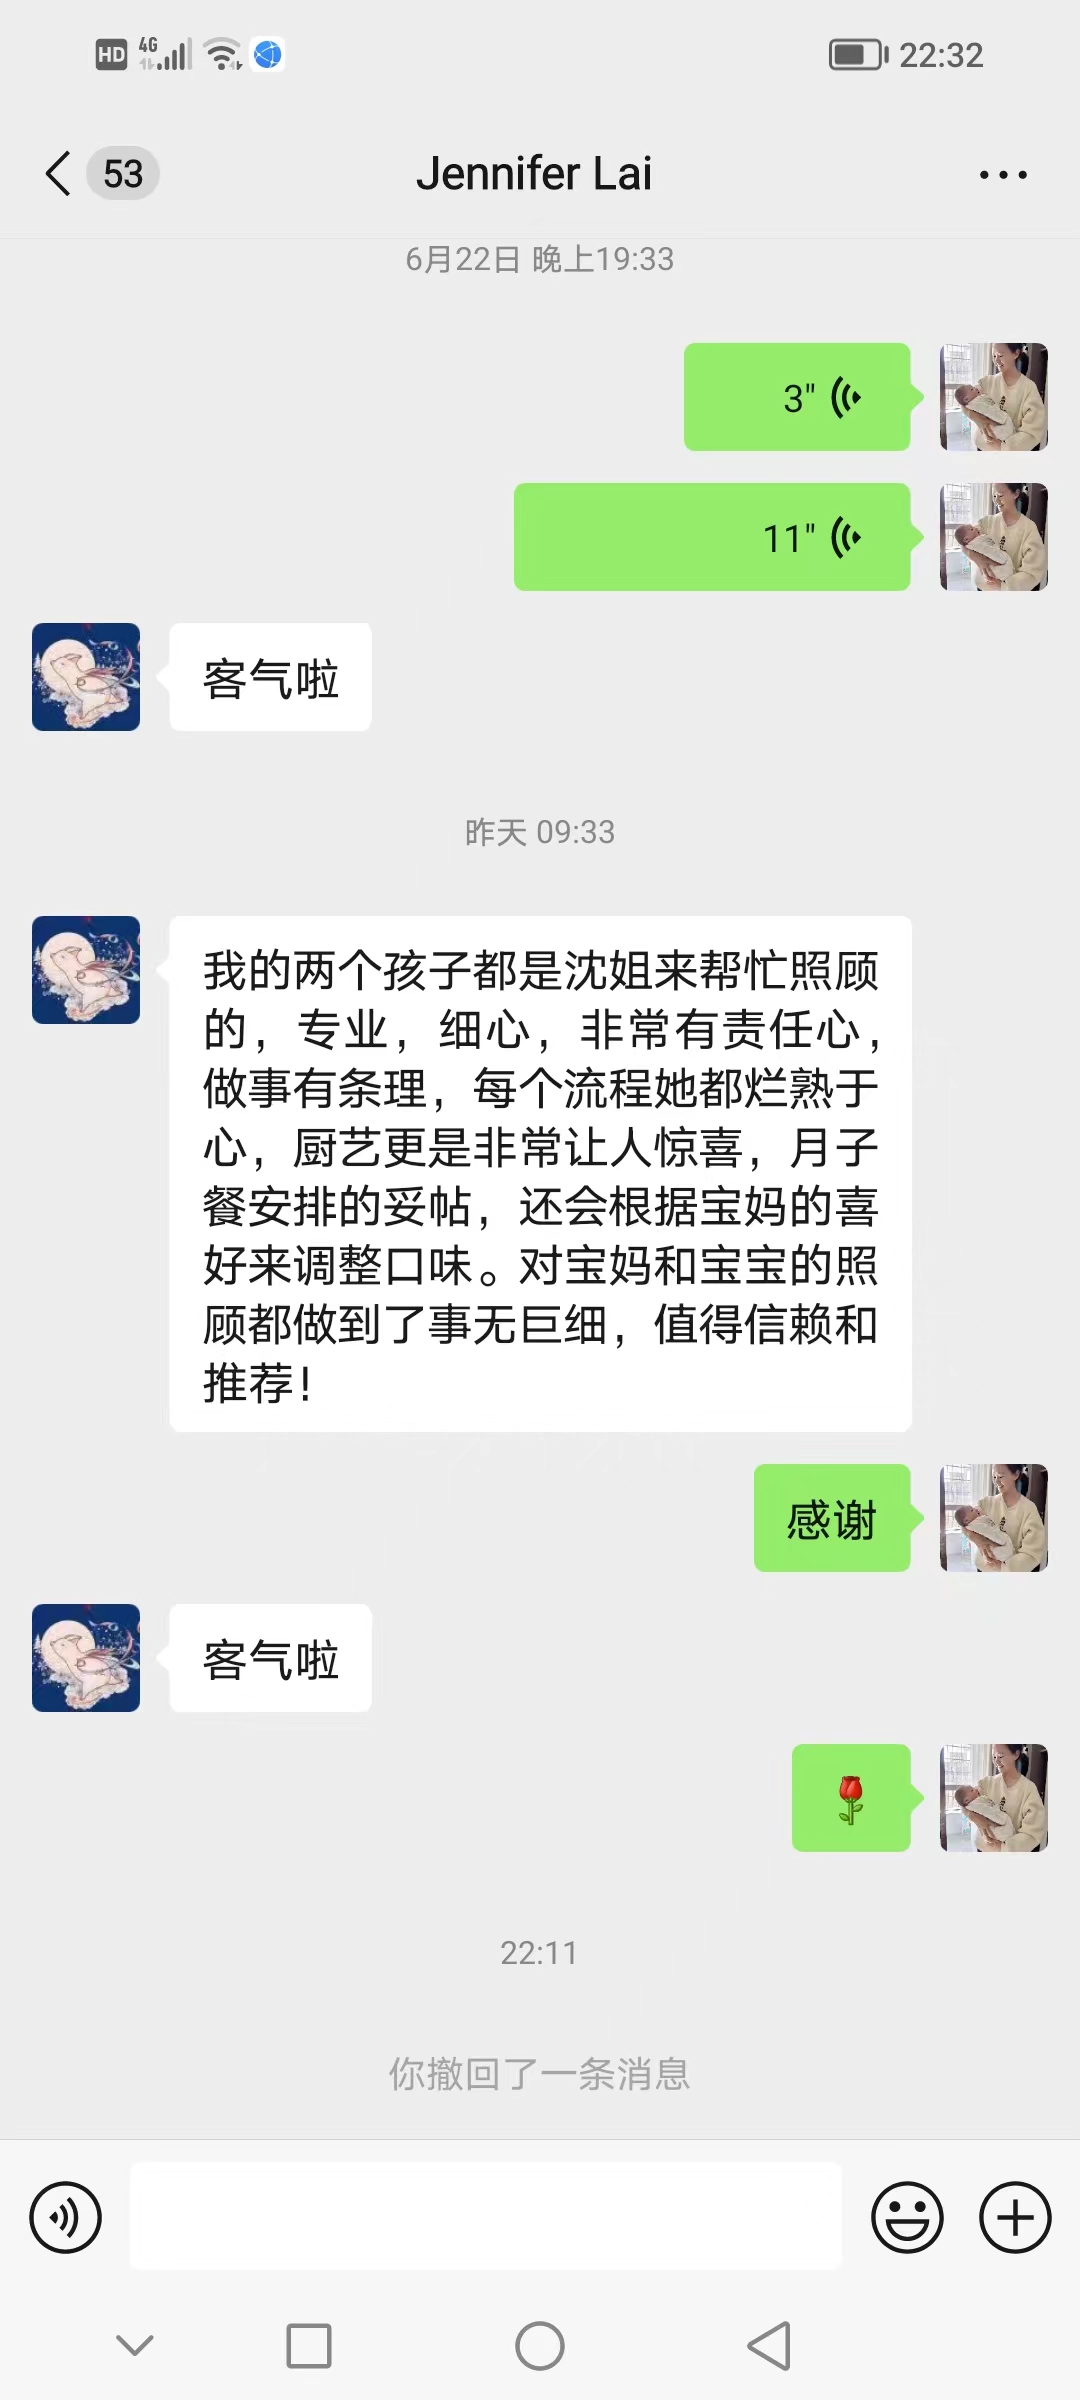 HD 4G 22:32
53 Jennifer Lai
6月22日 晚上19:33
3"
11"
客气啦
昨天 09:33
我的两个孩子都是沈姐来帮忙照顾
的，专业，细心，非常有责任心，
做事有条理，每个流程她都烂熟于
心，厨艺更是非常让人惊喜，月子
餐安排的妥帖，还会根据宝妈的喜
好来调整口味。对宝妈和宝宝的照
顾都做到了事无巨细，值得信赖和
推荐！
感谢
客气啦
22:11
你撤回了一条消息